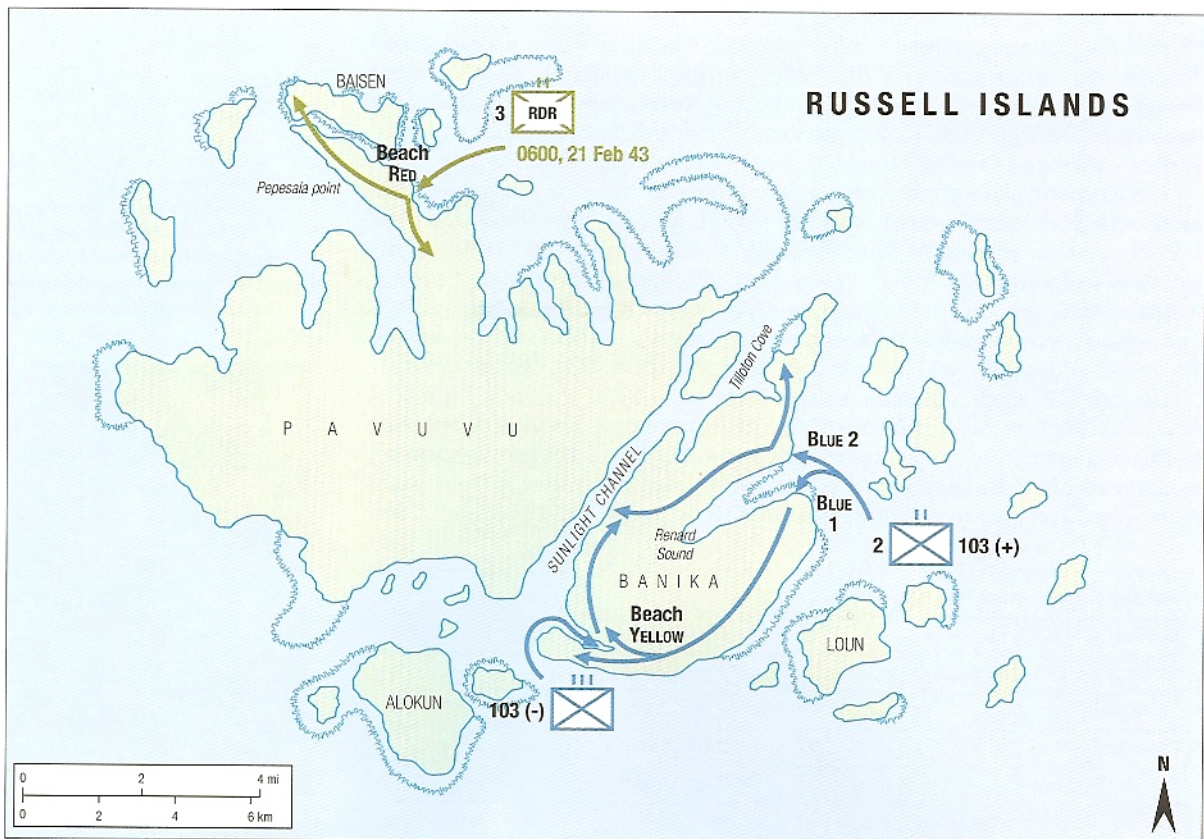 RUSSELL ISLANDS
BAISEN
3
RDR
0600, 21 Feb 43
Beach
RED
Pepesala point
Tilloton Cove
PAVUVU
SUNLIGHT CHANNEL
BLUE 2
BLUE
1
Renard
Sound
2
103 (+)
BANIKA
Beach
YELLOW
LOUN
ALOKUN
103 (-)
N
0 2 4 mi
0 2 4 6 km